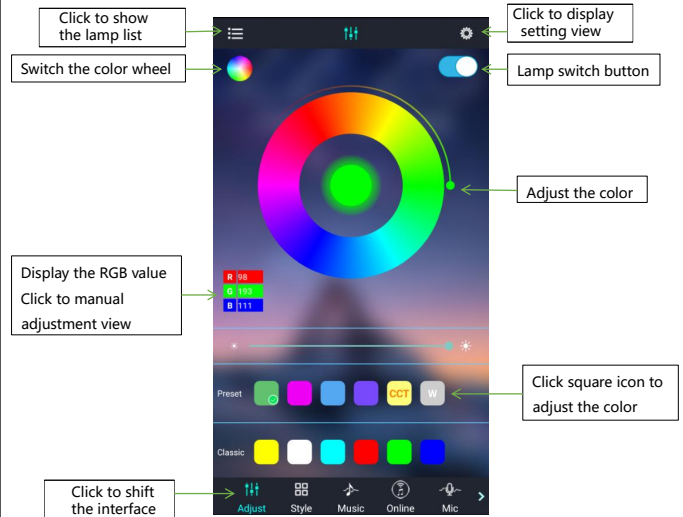 Click to show
the lamp list
Click to display
setting view
Switch the color wheel
Lamp switch button
Adjust the color
Display the RGB value
Click to manual
adjustment view
R 98
G 193
B 111
Preset
CCT
W
Click square icon to
adjust the color
Classic
Click to shift
the interface
Adjust Style Music Online Mic